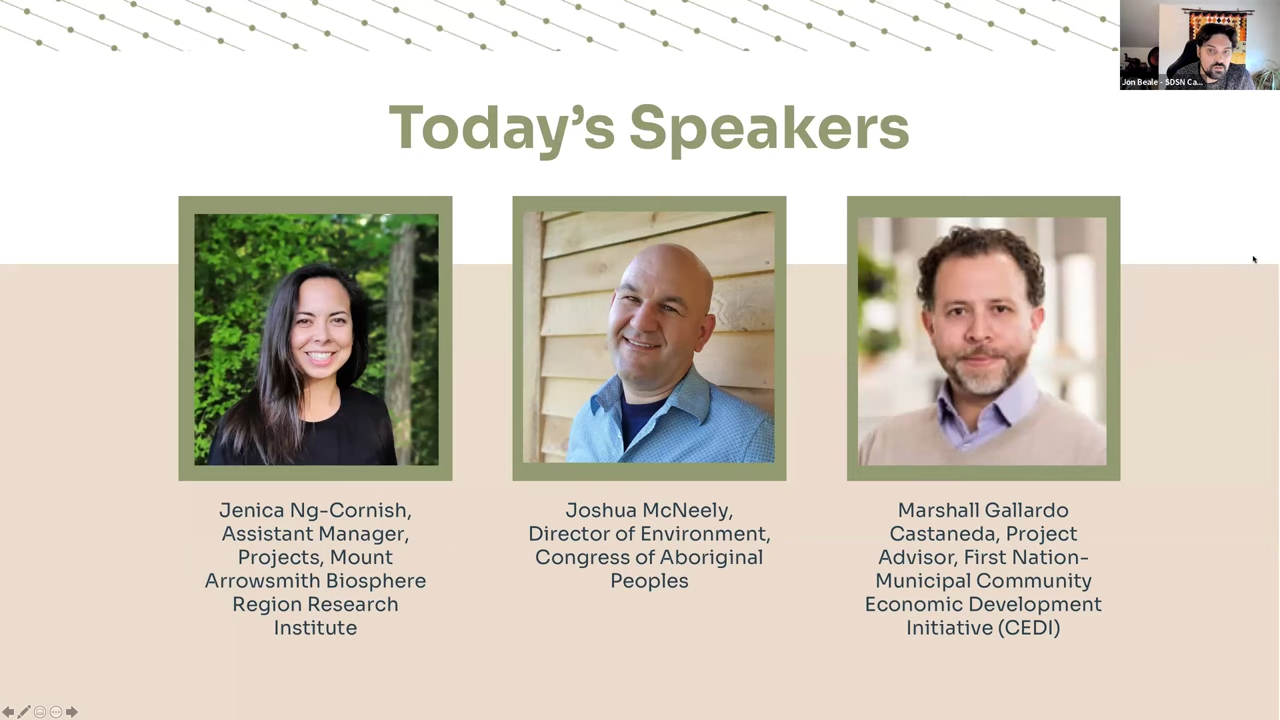 Jon Beale - SDSN Ca...
Today’s Speakers
Jenica Ng-Cornish,
Assistant Manager,
Projects, Mount
Arrowsmith Biosphere
Region Research
Institute
Joshua McNeely,
Director of Environment,
Congress of Aboriginal
Peoples
Marshall Gallardo
Castaneda, Project
Advisor, First Nation-
Municipal Community
Economic Development
Initiative (CEDI)